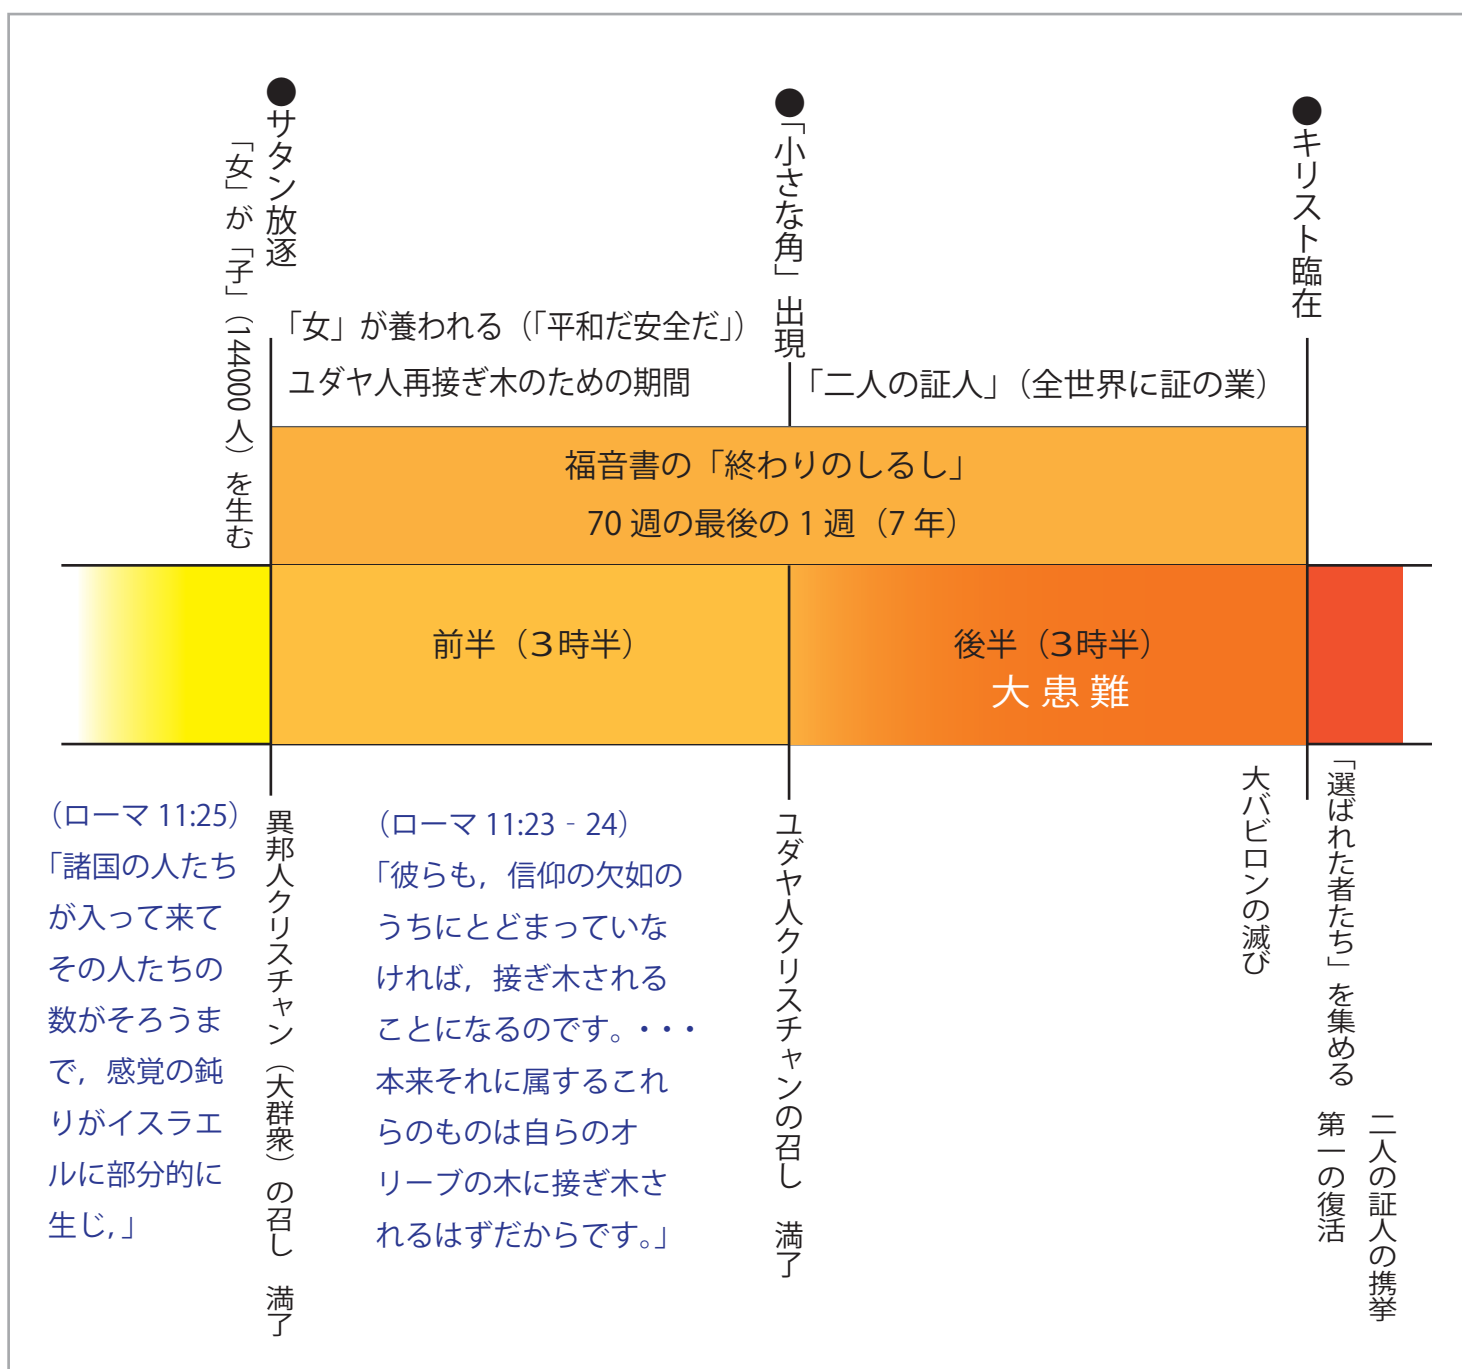 ●サタン放逐
「女」が「子」(144000人)を生む
●「小さな角」出現
●キリスト臨在
「女」が養われる(「平和だ安全だ」)
ユダヤ人再接ぎ木のための期間
「二人の証人」(全世界に証の業)
福音書の「終わりのしるし」
70 週の最後の 1 週(7 年)
前半(3時半)
後半(3時半)
大 患 難
(ローマ 11:25)
「諸国の人たち
が入って来て
その人たちの
数がそろうま
で，感覚の鈍
りがイスラエ
ルに部分的に
生じ，」
異邦人クリスチャン(大群衆)の召し 満了
(ローマ 11:23‐24)
「彼らも，信仰の欠如の
うちにとどまっていな
ければ，接ぎ木される
ことになるのです。・・・
本来それに属するこれ
らのものは自らのオ
リーブの木に接ぎ木さ
れるはずだからです。」
ユダヤ人クリスチャンの召し 満了
大バビロンの滅び
「選ばれた者たち」を集める
第一の復活
二人の証人の携挙